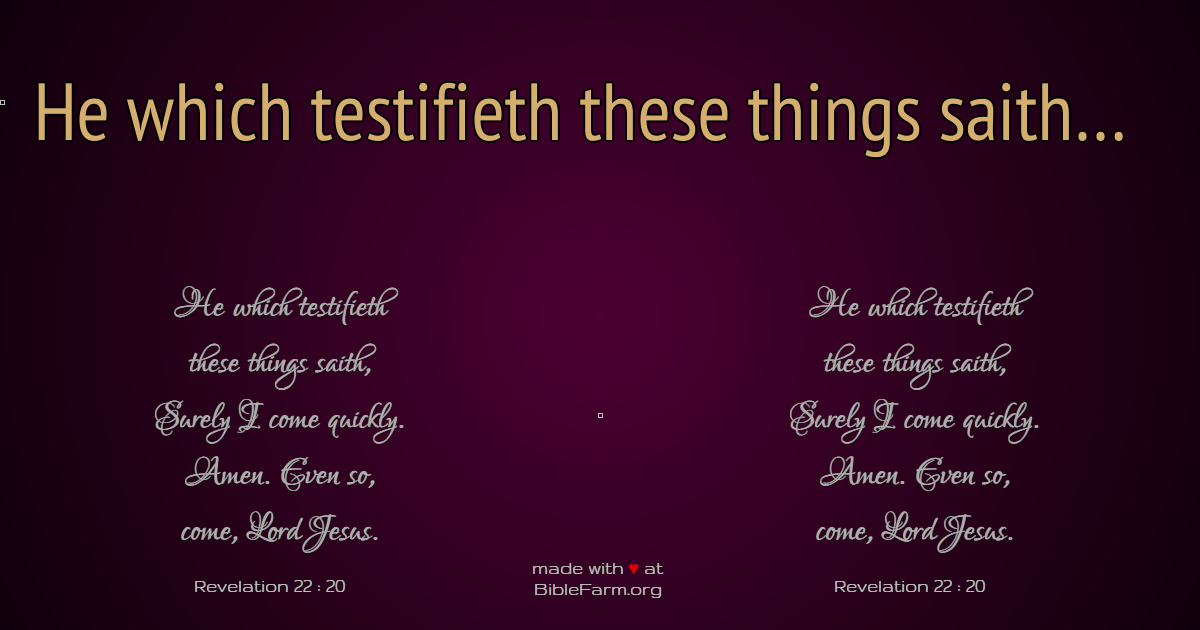 He which testifieth these things saith...
He which testifieth
these things saith,
Surely I come quickly.
Amen. Even so,
come, Lord Jesus.
Revelation 22 : 20
made with ♥ at
BibleFarm.org
He which testifieth
these things saith,
Surely I come quickly.
Amen. Even so,
come, Lord Jesus.
Revelation 22 : 20